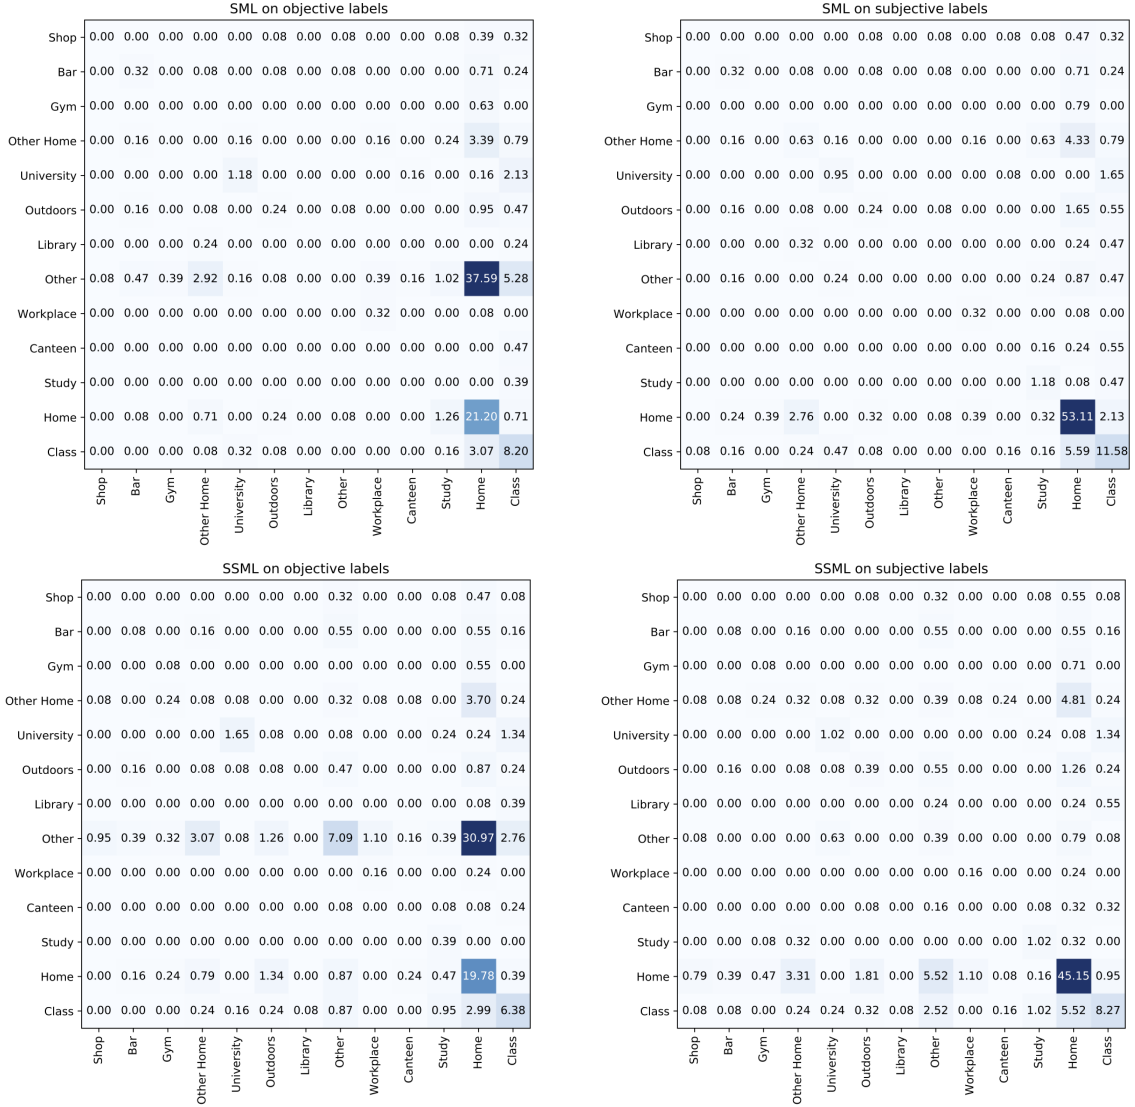 SML on objective labels
Shop 0.00 0.00 0.00 0.00 0.00 0.08 0.00 0.08 0.00 0.00 0.08 0.39 0.32
Bar 0.00 0.32 0.00 0.08 0.00 0.08 0.00 0.08 0.00 0.00 0.00 0.71 0.24
Gym 0.00 0.00 0.00 0.00 0.00 0.00 0.00 0.00 0.00 0.00 0.00 0.63 0.00
Other Home 0.00 0.16 0.00 0.00 0.16 0.00 0.00 0.00 0.16 0.00 0.24 3.39 0.79
University 0.00 0.00 0.00 0.00 1.18 0.00 0.00 0.00 0.00 0.16 0.00 0.16 2.13
Outdoors 0.00 0.16 0.00 0.08 0.00 0.24 0.00 0.08 0.00 0.00 0.00 0.95 0.47
Library 0.00 0.00 0.00 0.24 0.00 0.00 0.00 0.00 0.00 0.00 0.00 0.00 0.24
Other 0.08 0.47 0.39 2.92 0.16 0.08 0.00 0.00 0.39 0.16 1.02 37.59 5.28
Workplace 0.00 0.00 0.00 0.00 0.00 0.00 0.00 0.00 0.32 0.00 0.00 0.08 0.00
Canteen 0.00 0.00 0.00 0.00 0.00 0.00 0.00 0.00 0.00 0.00 0.00 0.00 0.47
Study 0.00 0.00 0.00 0.00 0.00 0.00 0.00 0.00 0.00 0.00 0.00 0.00 0.39
Home 0.00 0.08 0.00 0.71 0.00 0.24 0.00 0.08 0.00 0.00 1.26 21.20 0.71
Class 0.00 0.00 0.00 0.08 0.32 0.08 0.00 0.00 0.00 0.00 0.16 3.07 8.20
Shop Bar Gym Other Home University Outdoors Library Other Workplace Canteen Study Home Class
SML on subjective labels
Shop 0.00 0.00 0.00 0.00 0.00 0.08 0.00 0.08 0.00 0.08 0.08 0.47 0.32
Bar 0.00 0.32 0.00 0.08 0.00 0.08 0.00 0.08 0.00 0.00 0.00 0.71 0.24
Gym 0.00 0.00 0.00 0.00 0.00 0.00 0.00 0.00 0.00 0.00 0.00 0.79 0.00
Other Home 0.00 0.16 0.00 0.63 0.16 0.00 0.00 0.00 0.16 0.00 0.63 4.33 0.79
University 0.00 0.00 0.00 0.00 0.95 0.00 0.00 0.00 0.00 0.08 0.00 0.00 1.65
Outdoors 0.00 0.16 0.00 0.08 0.00 0.24 0.00 0.08 0.00 0.00 0.00 1.65 0.55
Library 0.00 0.00 0.00 0.32 0.00 0.00 0.00 0.00 0.00 0.00 0.00 0.24 0.47
Other 0.00 0.16 0.00 0.00 0.24 0.00 0.00 0.00 0.00 0.00 0.24 0.87 0.47
Workplace 0.00 0.00 0.00 0.00 0.00 0.00 0.00 0.00 0.32 0.00 0.00 0.08 0.00
Canteen 0.00 0.00 0.00 0.00 0.00 0.00 0.00 0.00 0.00 0.00 0.16 0.24 0.55
Study 0.00 0.00 0.00 0.00 0.00 0.00 0.00 0.00 0.00 0.00 1.18 0.08 0.47
Home 0.00 0.24 0.39 2.76 0.00 0.32 0.00 0.08 0.39 0.00 0.32 53.11 2.13
Class 0.08 0.16 0.00 0.24 0.47 0.08 0.00 0.00 0.00 0.16 0.16 5.59 11.58
Shop Bar Gym Other Home University Outdoors Library Other Workplace Canteen Study Home Class
SSML on objective labels
Shop 0.00 0.00 0.00 0.00 0.00 0.00 0.00 0.32 0.00 0.00 0.08 0.47 0.08
Bar 0.00 0.08 0.00 0.16 0.00 0.00 0.00 0.55 0.00 0.00 0.00 0.55 0.16
Gym 0.00 0.00 0.08 0.00 0.00 0.00 0.00 0.00 0.00 0.00 0.00 0.55 0.00
Other Home 0.08 0.00 0.24 0.08 0.08 0.00 0.00 0.32 0.08 0.08 0.00 3.70 0.24
University 0.00 0.00 0.00 0.00 1.65 0.08 0.00 0.08 0.00 0.00 0.24 0.24 1.34
Outdoors 0.00 0.16 0.00 0.08 0.08 0.08 0.00 0.47 0.00 0.00 0.00 0.87 0.24
Library 0.00 0.00 0.00 0.00 0.00 0.00 0.00 0.00 0.00 0.00 0.00 0.08 0.39
Other 0.95 0.39 0.32 3.07 0.08 1.26 0.00 7.09 1.10 0.16 0.39 30.97 2.76
Workplace 0.00 0.00 0.00 0.00 0.00 0.00 0.00 0.00 0.16 0.00 0.00 0.24 0.00
Canteen 0.00 0.00 0.00 0.00 0.00 0.00 0.00 0.08 0.00 0.00 0.08 0.08 0.24
Study 0.00 0.00 0.00 0.00 0.00 0.00 0.00 0.00 0.00 0.00 0.39 0.00 0.00
Home 0.00 0.16 0.24 0.79 0.00 1.34 0.00 0.87 0.00 0.24 0.47 19.78 0.39
Class 0.00 0.00 0.00 0.24 0.16 0.24 0.08 0.87 0.00 0.00 0.95 2.99 6.38
Shop Bar Gym Other Home University Outdoors Library Other Workplace Canteen Study Home Class
SSML on subjective labels
Shop 0.00 0.00 0.00 0.00 0.00 0.08 0.00 0.32 0.00 0.00 0.08 0.55 0.08
Bar 0.00 0.08 0.00 0.16 0.00 0.00 0.00 0.55 0.00 0.00 0.00 0.55 0.16
Gym 0.00 0.00 0.08 0.00 0.00 0.00 0.00 0.00 0.00 0.00 0.00 0.71 0.00
Other Home 0.08 0.08 0.24 0.32 0.08 0.32 0.00 0.39 0.08 0.24 0.00 4.81 0.24
University 0.00 0.00 0.00 0.00 1.02 0.00 0.00 0.00 0.00 0.00 0.24 0.08 1.34
Outdoors 0.00 0.16 0.00 0.08 0.08 0.39 0.00 0.55 0.00 0.00 0.00 1.26 0.24
Library 0.00 0.00 0.00 0.00 0.00 0.00 0.00 0.24 0.00 0.00 0.00 0.24 0.55
Other 0.08 0.00 0.00 0.00 0.63 0.00 0.00 0.39 0.00 0.00 0.00 0.79 0.08
Workplace 0.00 0.00 0.00 0.00 0.00 0.00 0.00 0.00 0.16 0.00 0.00 0.24 0.00
Canteen 0.00 0.00 0.00 0.00 0.00 0.08 0.00 0.16 0.00 0.00 0.08 0.32 0.32
Study 0.00 0.00 0.08 0.32 0.00 0.00 0.00 0.00 0.00 0.00 1.02 0.32 0.00
Home 0.79 0.39 0.47 3.31 0.00 1.81 0.00 5.52 1.10 0.08 0.16 45.15 0.95
Class 0.08 0.08 0.00 0.24 0.24 0.32 0.08 2.52 0.00 0.16 1.02 5.52 8.27
Shop Bar Gym Other Home University Outdoors Library Other Workplace Canteen Study Home Class